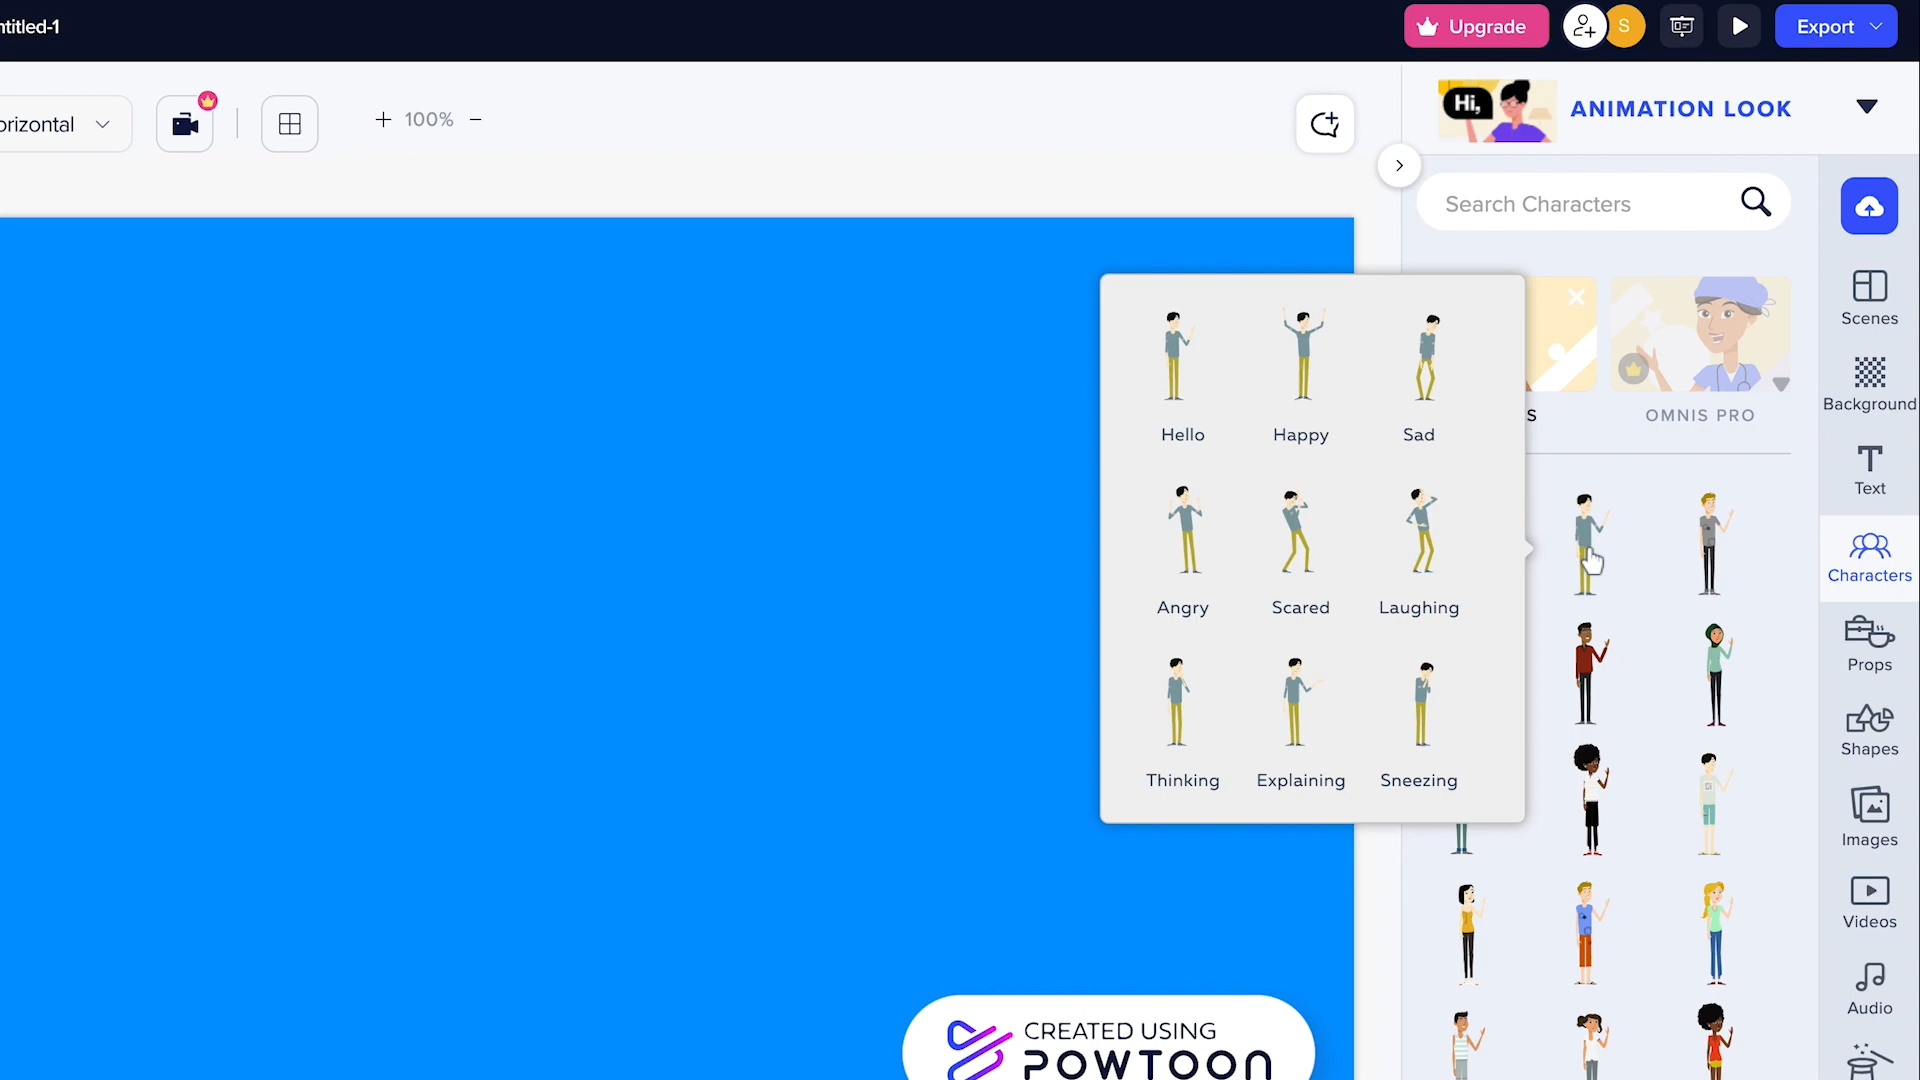 ntitled-1
Upgrade
S
Export
orizontal
100%
Hi,
ANIMATION LOOK
Search Characters
Scenes
Background
Text
Characters
Props
Shapes
Images
Videos
Audio
S
OMNIS PRO
Hello
Happy
Sad
Angry
Scared
Laughing
Thinking
Explaining
Sneezing
CREATED USING
POWTOON